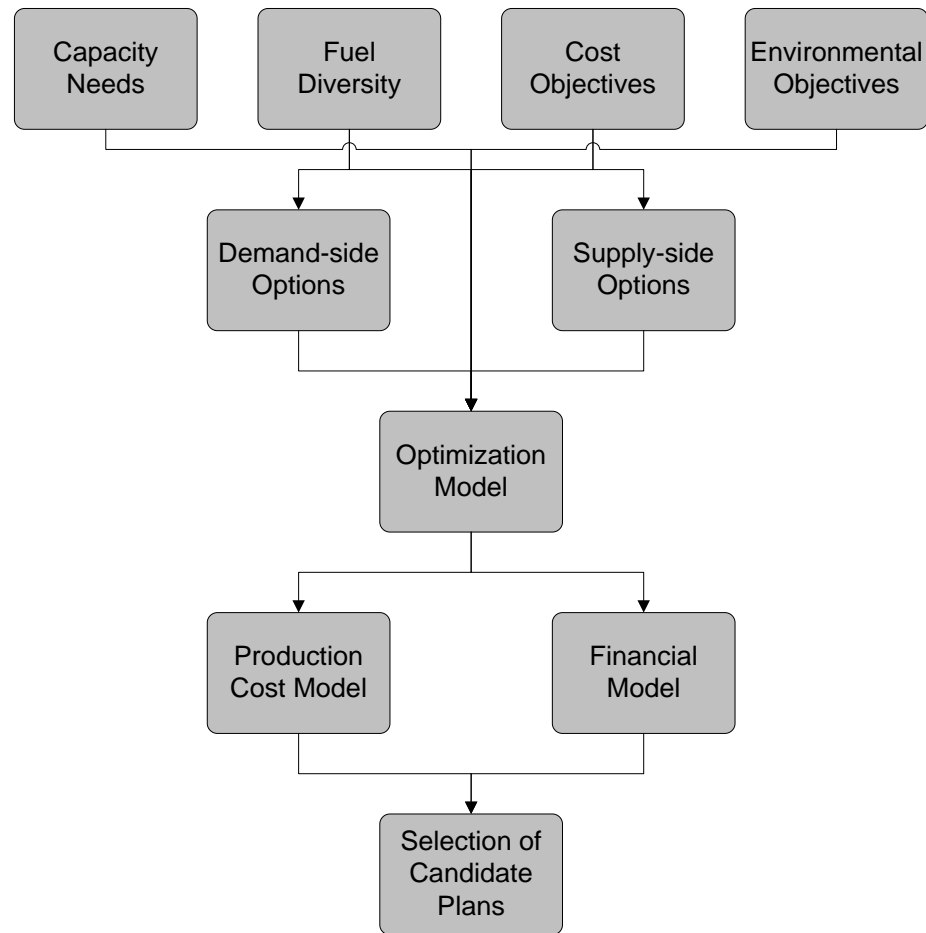 Capacity
Needs
Fuel
Diversity
Cost
Objectives
Environmental
Objectives
Demand-side
Options
Supply-side
Options
Optimization
Model
Production
Cost Model
Financial
Model
Selection of
Candidate
Plans